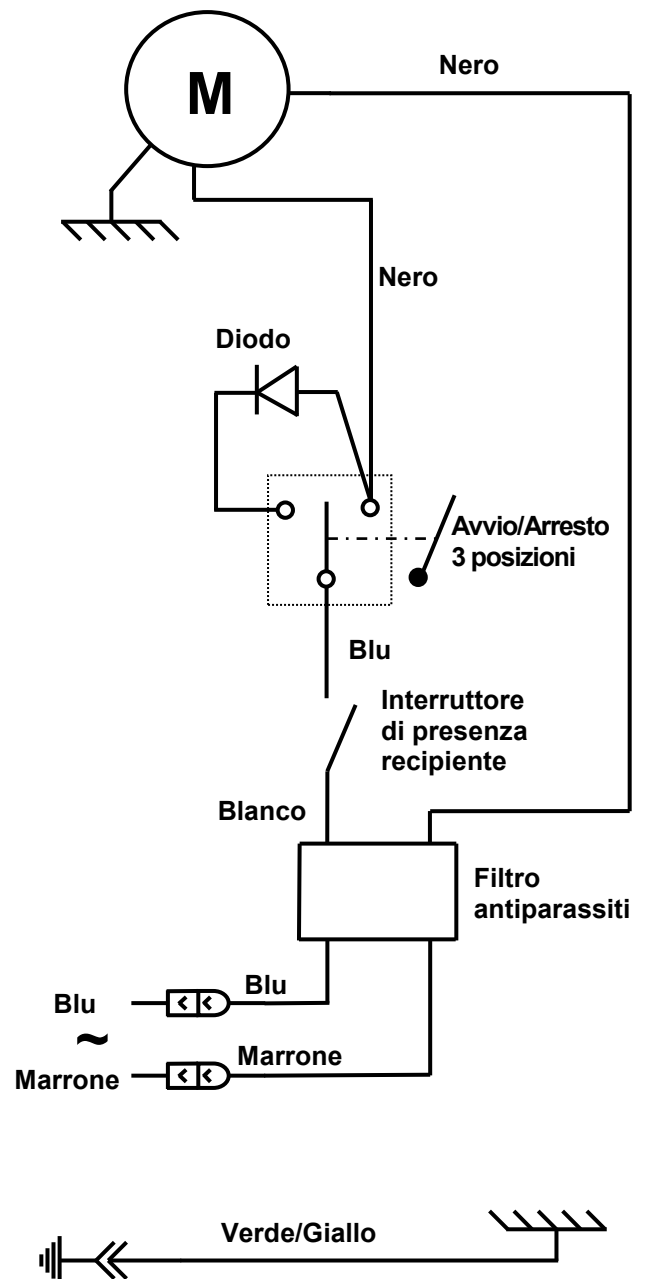 Nero
M
Nero
Diodo
Avvio/Arresto
3 posizioni
Blu
Interruttore
di presenza
recipiente
Blanco
Filtro
antiparassiti
Blu
Blu
~
Marrone
Marrone
Verde/Giallo